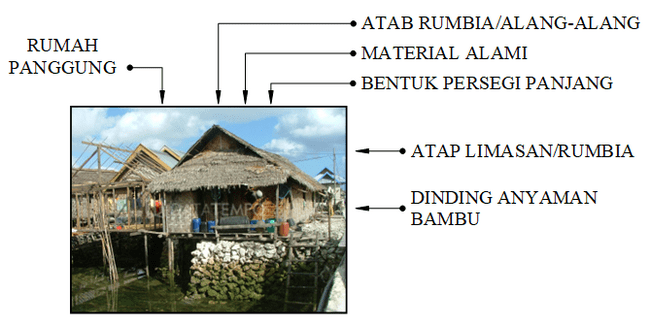 RUMAH
PANGGUNG
ATAB RUMBIA/ALANG-ALANG
MATERIAL ALAMI
BENTUK PERSEGI PANJANG
ATAP LIMASAN/RUMBIA
DINDING ANYAMAN
BAMBU